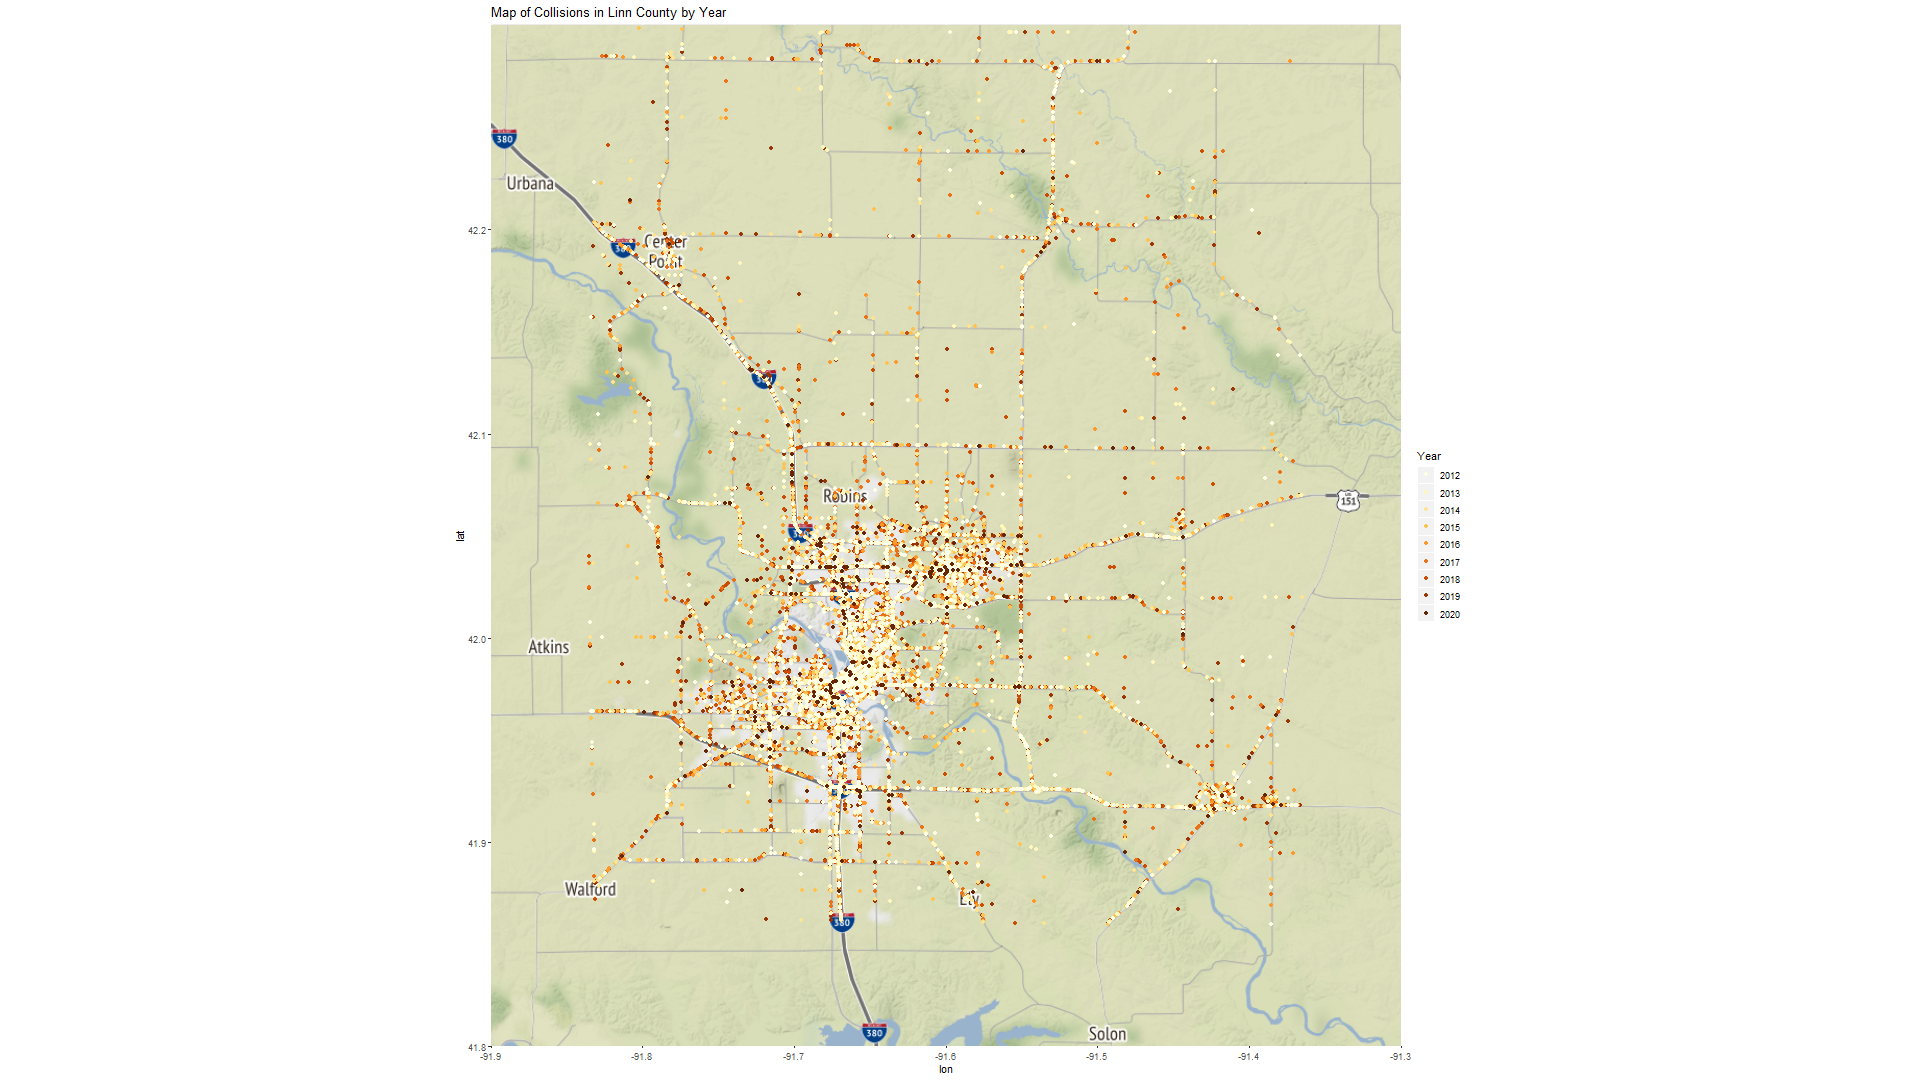 Map of Collisions in Linn County by Year
380
Urbana
42.2
Center
Point
42.1
Year
2012
2013
2014
2015
2016
2017
2018
2019
2020
Robins
151
lat
42.0
Atkins
41.9
Walford
Ely
380
380
Solon
41.8
-91.9
-91.8
-91.7
-91.6
-91.5
-91.4
-91.3
lon